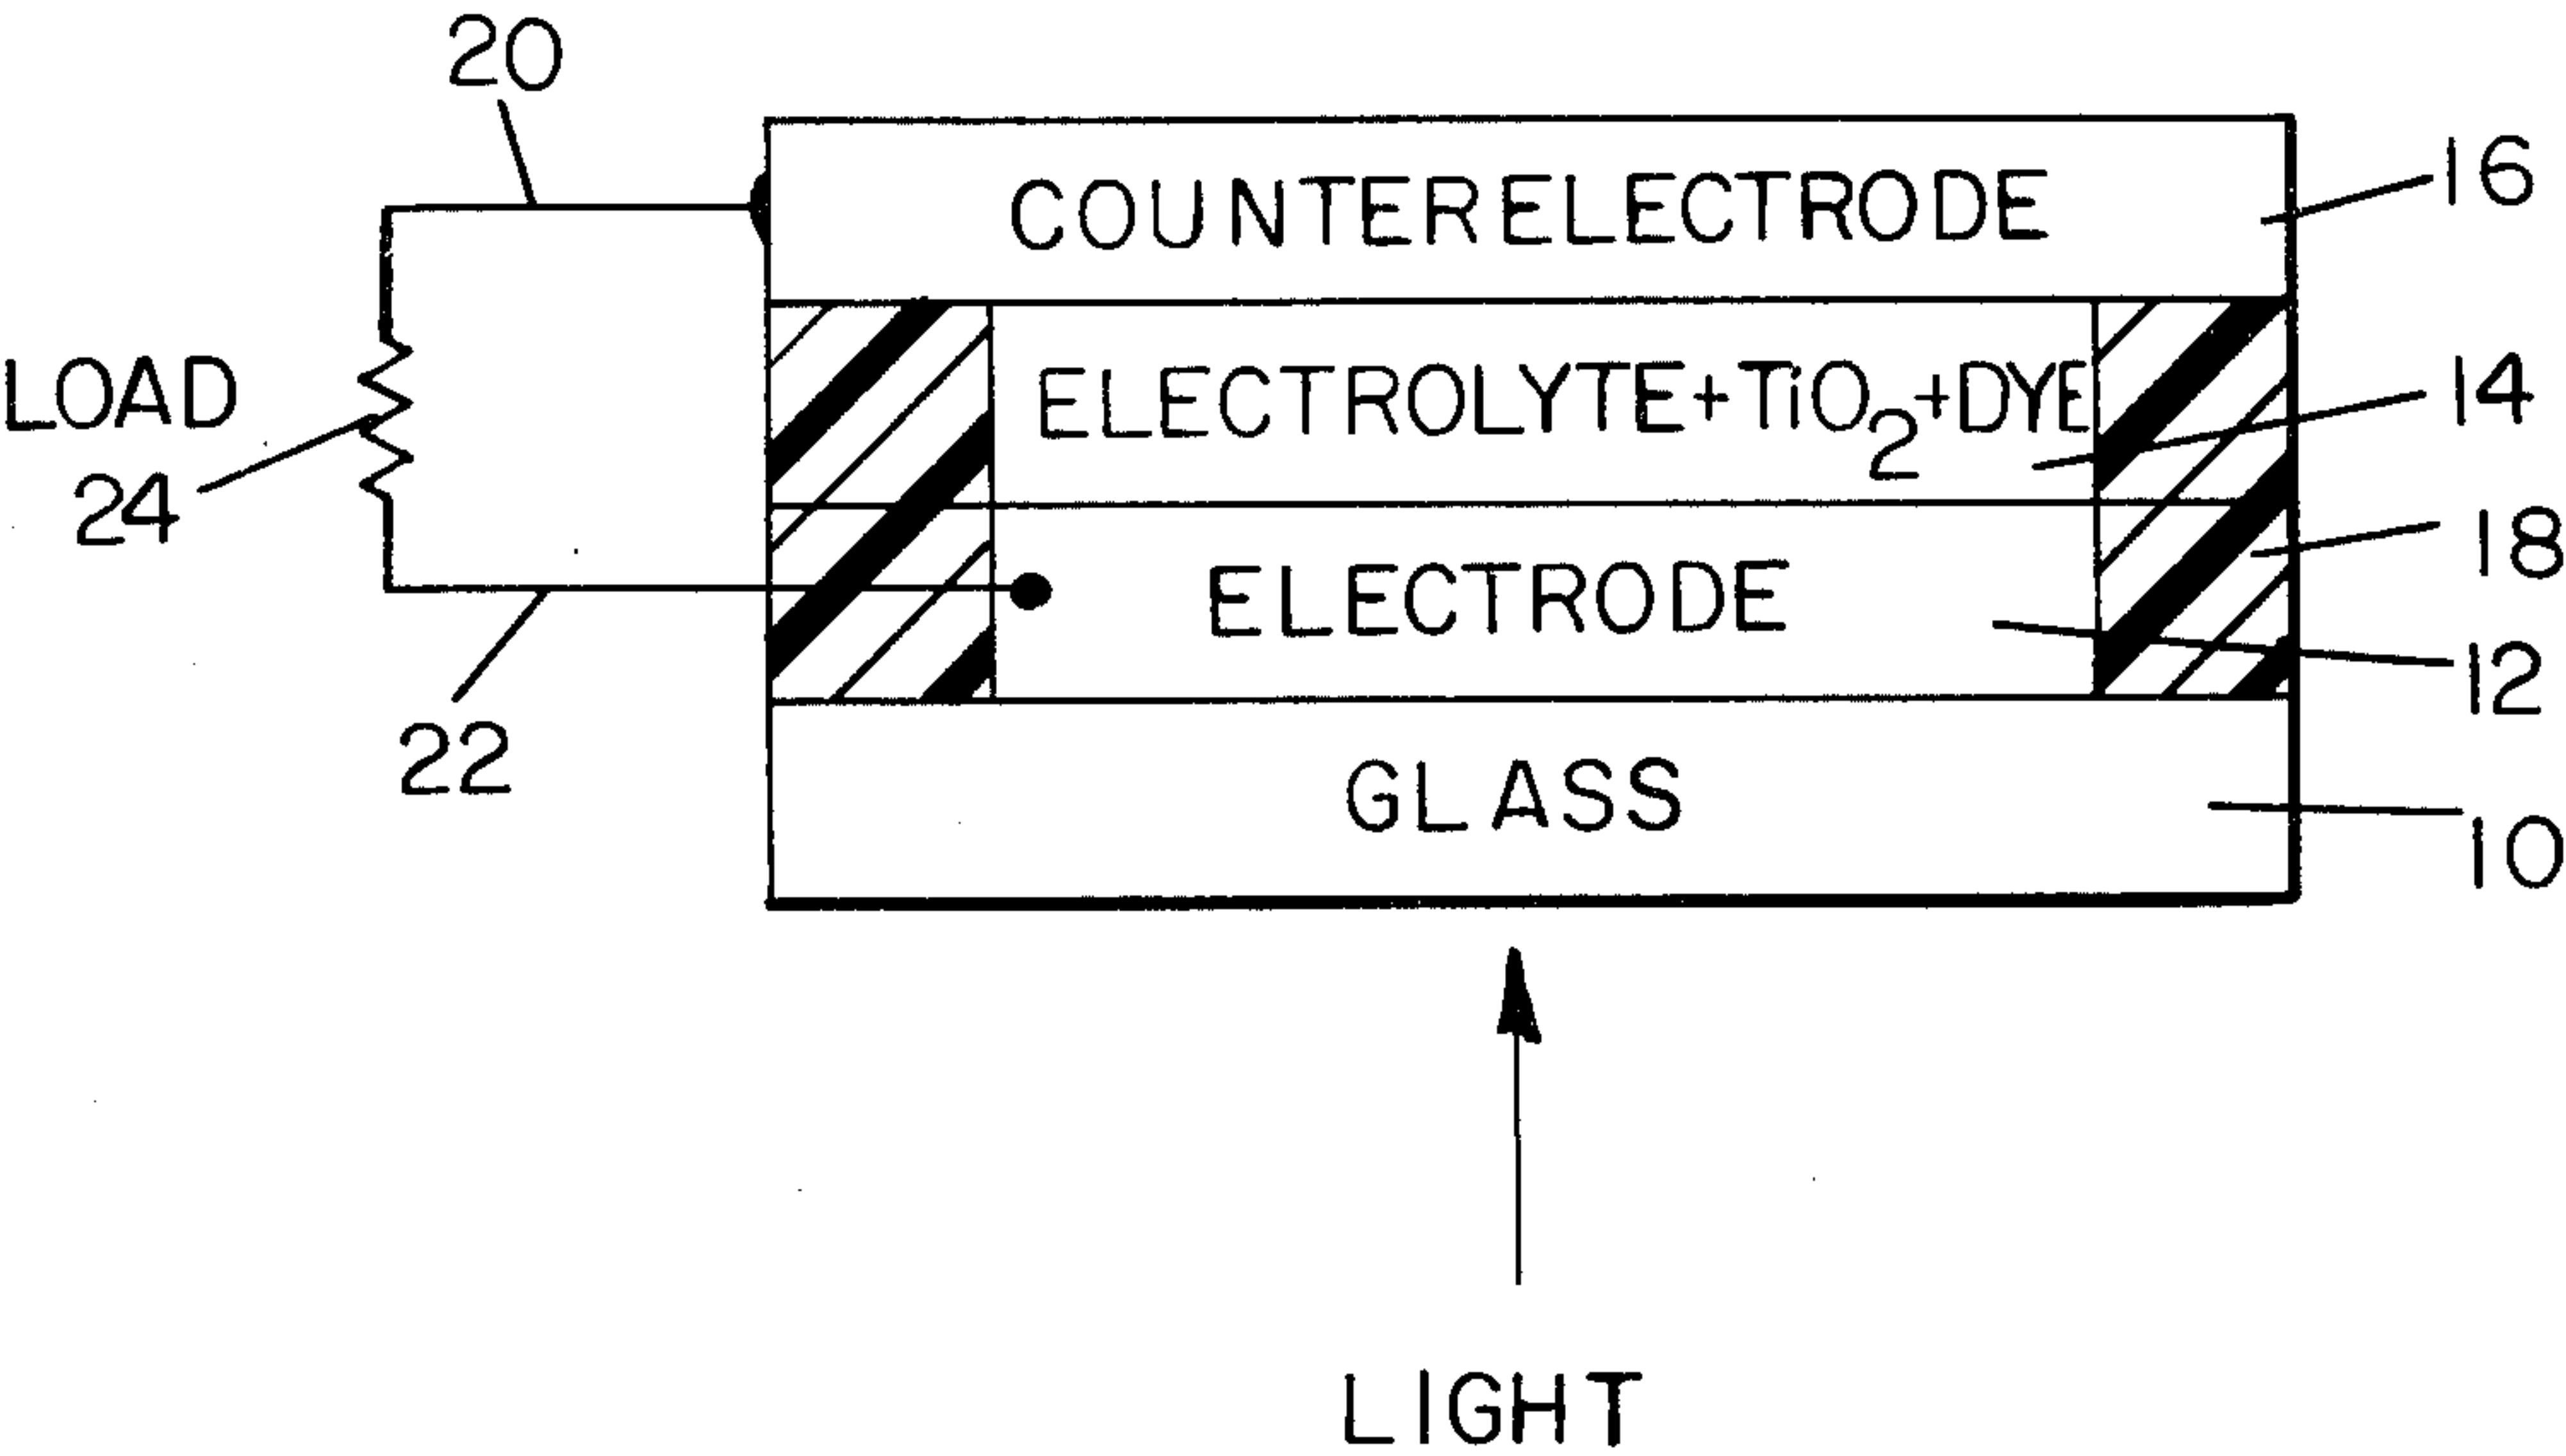 20
COUNTERELECTRODE
16
LOAD
24
ELECTROLYTE+TiO2+DYE
14
18
ELECTRODE
12
22
GLASS
10
LIGHT